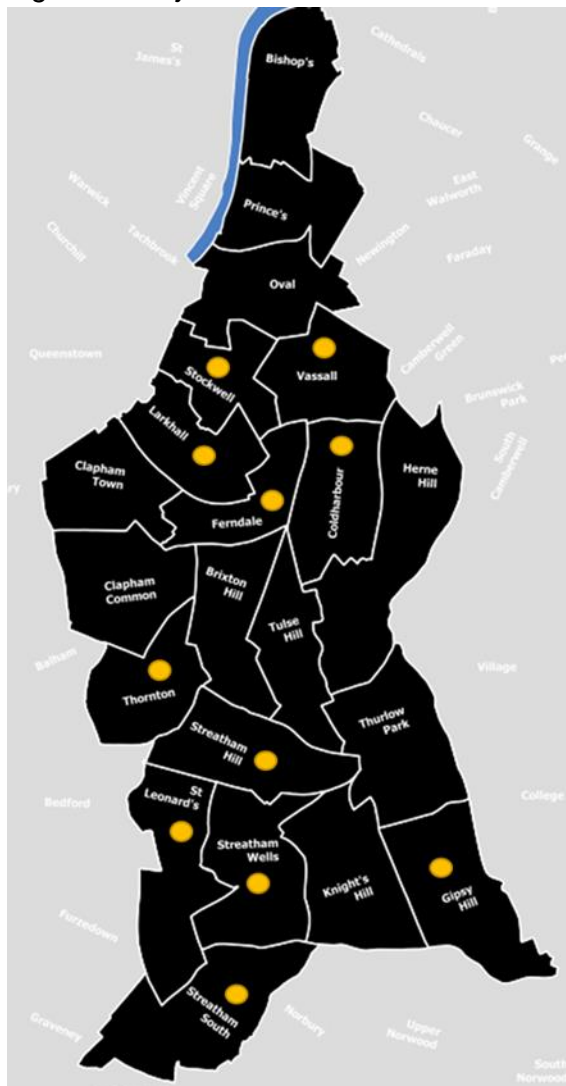 Bishop's
Cathedrals
St
James's
Chaucer
Grange
Vincent
Square
Warwick
East
Walworth
Prince's
Churchill
Tachbrook
Newington
Faraday
Oval
Queenstown
Camberwell
Green
Stockwell
Vassall
Brunswick
Park
Larkhall
South
Camberwell
Clapham
Town
Herne
Hill
Coldharbour
Ferndale
Clapham
Common
Brixton
Hill
Tulse
Hill
Balham
Village
Thornton
Thurlow
Park
Streatham
Hill
St
Leonard's
Bedford
College
Streatham
Wells
Knight's
Hill
Gipsy
Hill
Furzedown
Streatham
South
Graveney
Norbury
Upper
Norwood
South
Norwood